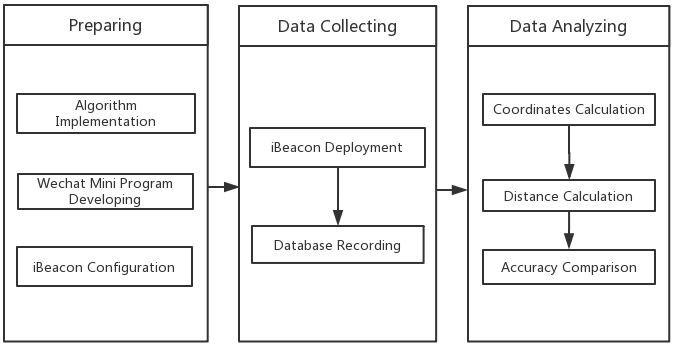 Preparing
Algorithm
Implementation
Wechat Mini Program
Developing
iBeacon Configuration
Data Collecting
iBeacon Deployment
Database Recording
Data Analyzing
Coordinates Calculation
Distance Calculation
Accuracy Comparison